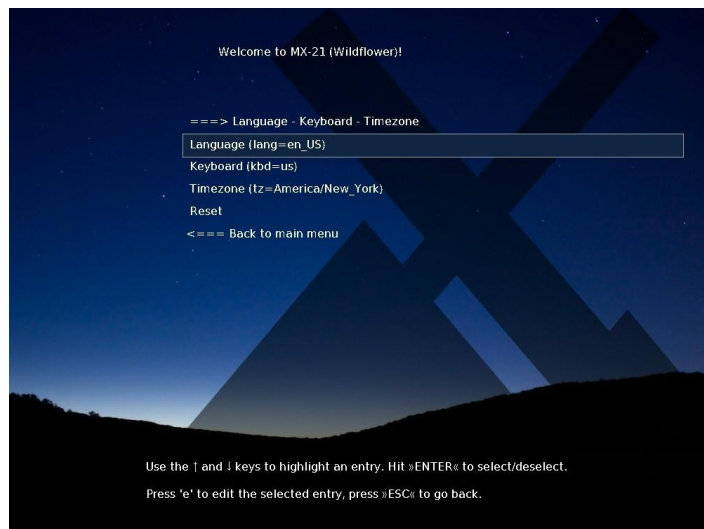 Welcome to MX-21 (Wildflower)!
===> Language - Keyboard - Timezone
Language (lang=en_US)
Keyboard (kbd=us)
Timezone (tz=America/New_York)
Reset
<=== Back to main menu
Use the ↑ and ↓ keys to highlight an entry. Hit »ENTER« to select/deselect.
Press 'e' to edit the selected entry, press »ESC« to go back.